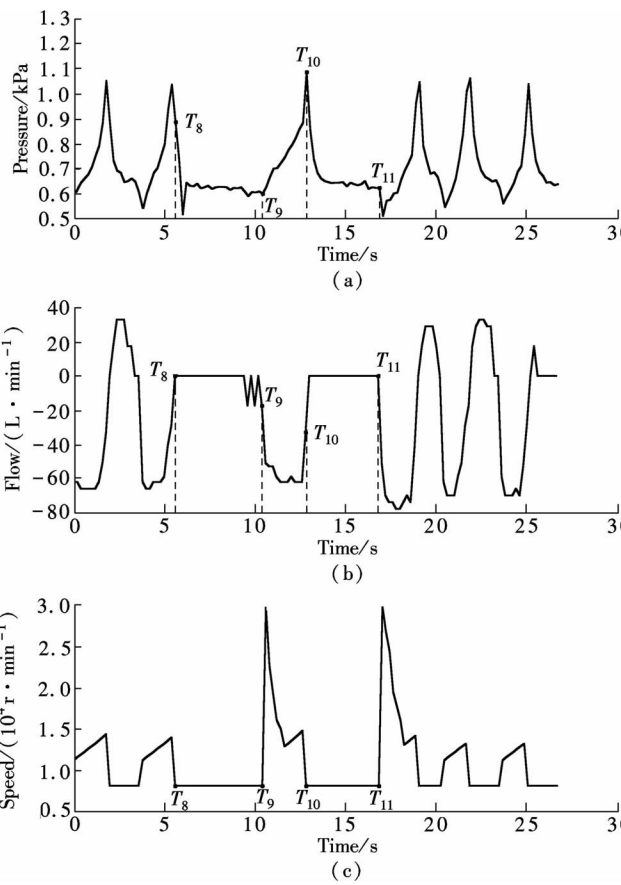 1.3
1.2
1.1
1.0
0.9
0.8
0.7
0.6
0.5
Pressure/kPa
T₈
T₉
T₁₀
T₁₁
0 5 10 15 20 25 30
Time/s
(a)
40
20
0
-20
-40
-60
-80
Flow/(L·min⁻¹)
T₈
T₉
T₁₀
T₁₁
0 5 10 15 20 25 30
Time/s
(b)
3.0
2.5
2.0
1.5
1.0
0.5
Speed/(10⁴r·min⁻¹)
T₈ T₉ T₁₀ T₁₁
0 5 10 15 20 25 30
Time/s
(c)